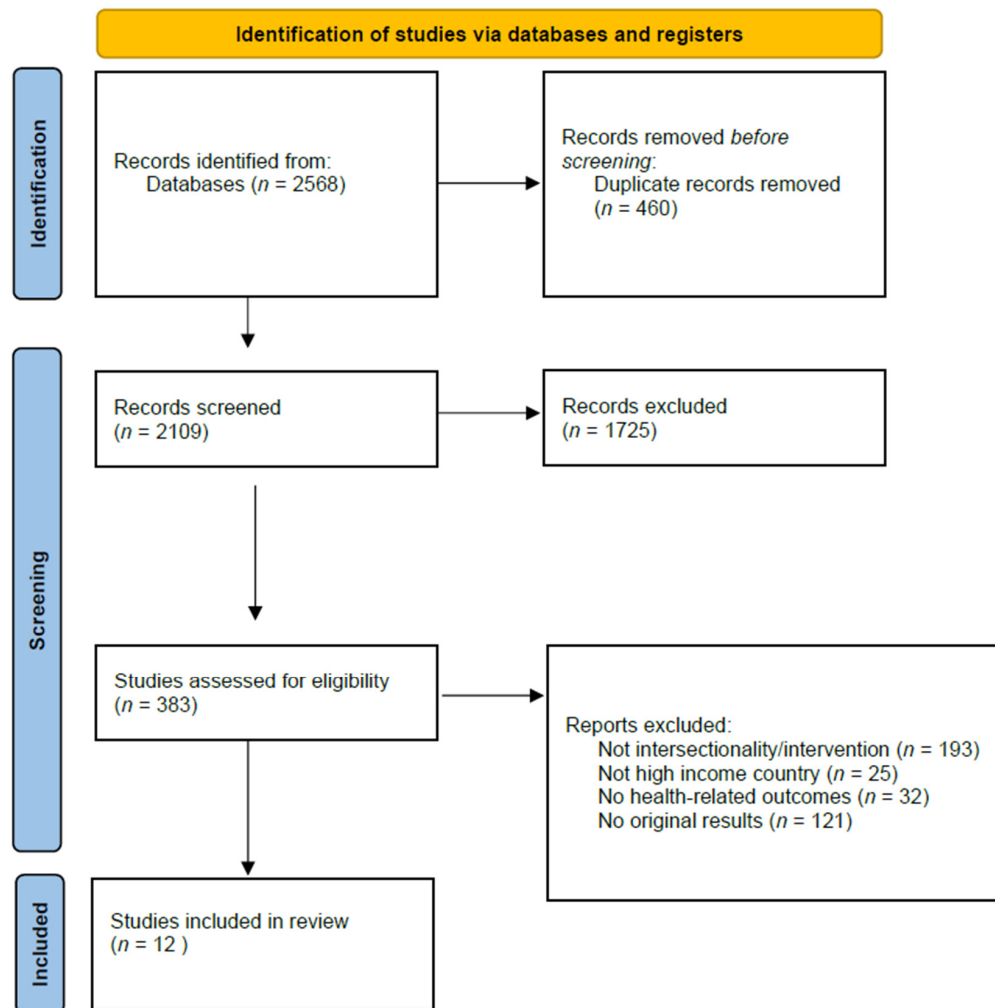 Identification of studies via databases and registers
Identification
Records identified from:
Databases (n = 2568)
Records removed before
screening:
Duplicate records removed
(n = 460)
Screening
Records screened
(n = 2109)
Records excluded
(n = 1725)
Studies assessed for eligibility
(n = 383)
Reports excluded:
Not intersectionality/intervention (n = 193)
Not high income country (n = 25)
No health-related outcomes (n = 32)
No original results (n = 121)
Included
Studies included in review
(n = 12 )